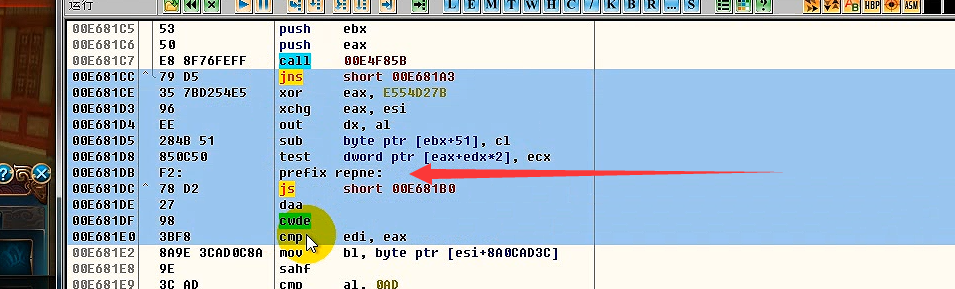 运行
L E M T W H C / K B R ... S
HBP ASM
00E681C5 53 push ebx
00E681C6 50 push eax
00E681C7 E8 8F76FEFF call 00E4F85B
00E681CC ^ 79 D5 jns short 00E681A3
00E681CE 35 7BD254E5 xor eax, E554D27B
00E681D3 96 xchg eax, esi
00E681D4 EE out dx, al
00E681D5 284B 51 sub byte ptr [ebx+51], cl
00E681D8 850C50 test dword ptr [eax+edx*2], ecx
00E681DB F2: prefix repne:
00E681DC ^ 78 D2 js short 00E681B0
00E681DE 27 daa
00E681DF 98 cwde
00E681E0 3BF8 cmp edi, eax
00E681E2 8A9E 3CAD0C8A mov bl, byte ptr [esi+8A0CAD3C]
00E681E8 9E sahf
00E681E9 3C AD cmp al, 0AD